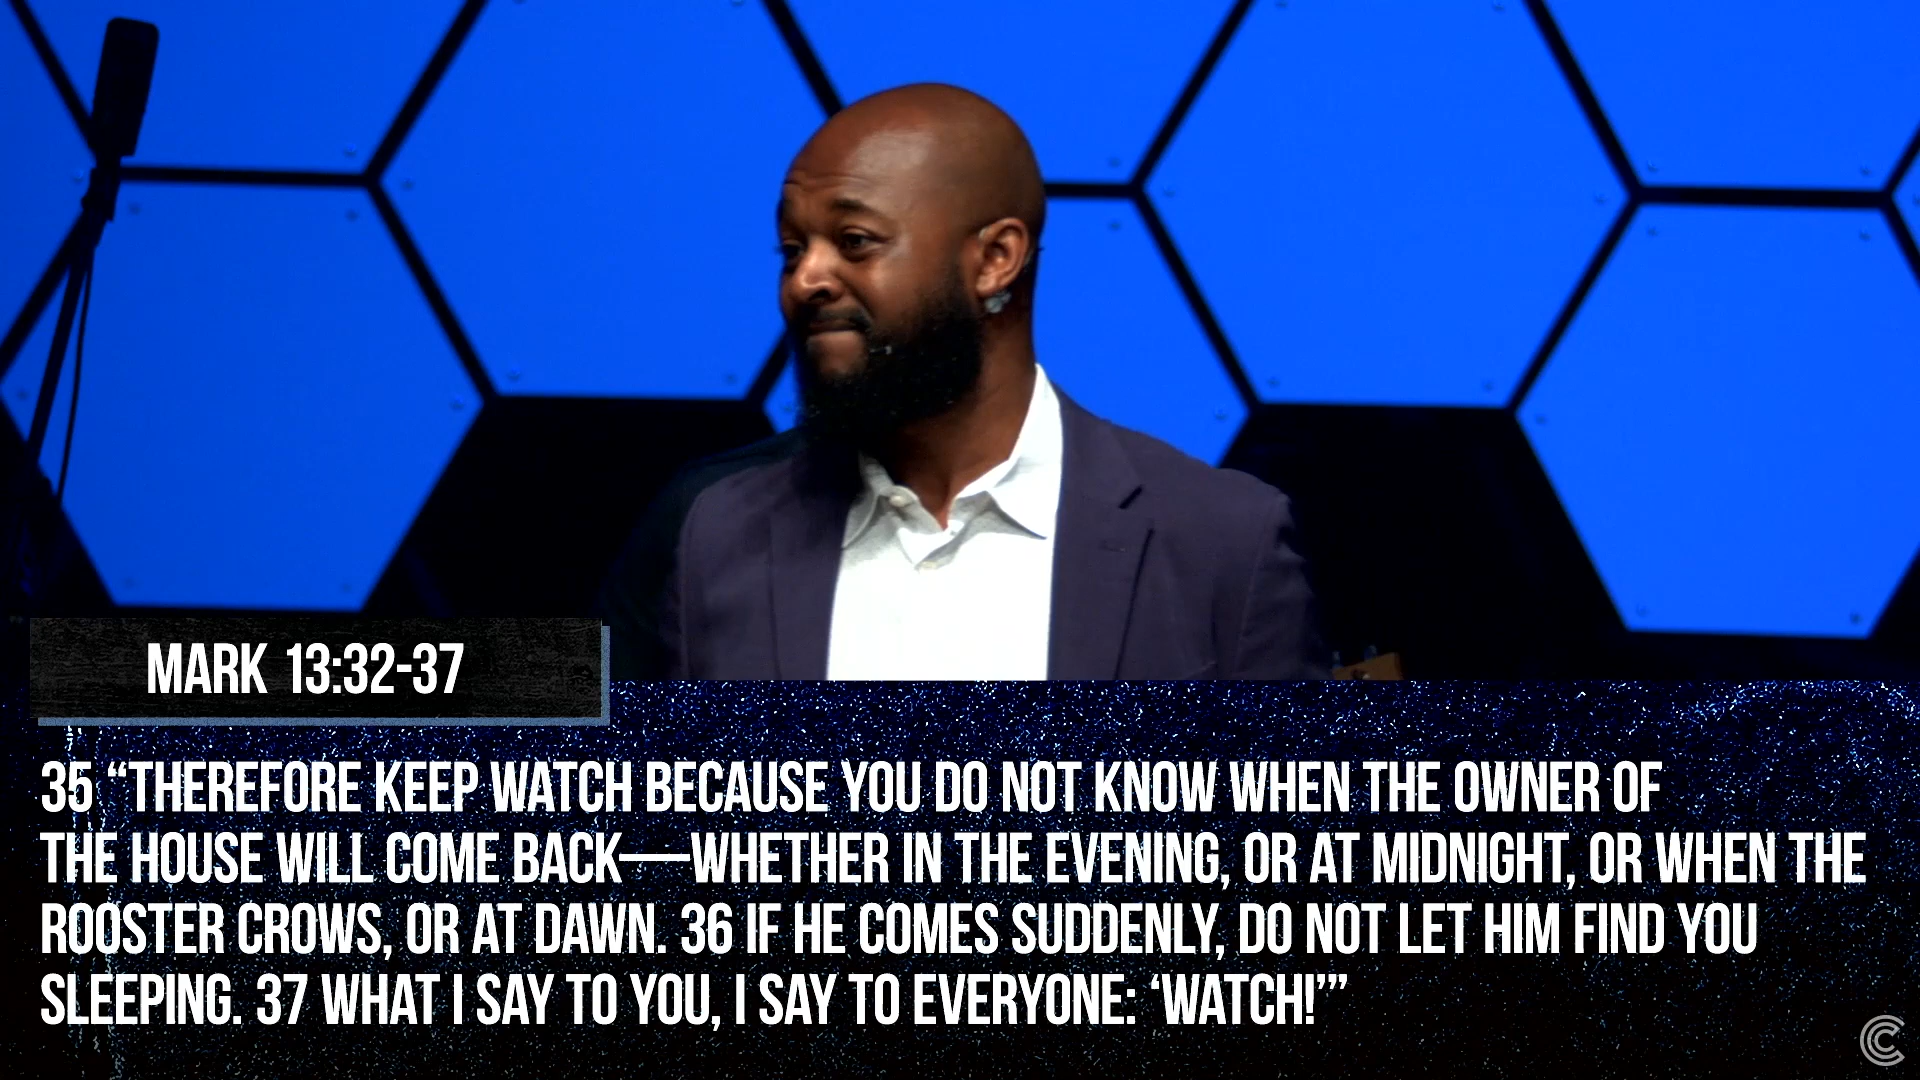 MARK 13:32-37
35 “THEREFORE KEEP WATCH BECAUSE YOU DO NOT KNOW WHEN THE OWNER OF
THE HOUSE WILL COME BACK—WHETHER IN THE EVENING, OR AT MIDNIGHT, OR WHEN THE
ROOSTER CROWS, OR AT DAWN. 36 IF HE COMES SUDDENLY, DO NOT LET HIM FIND YOU
SLEEPING. 37 WHAT I SAY TO YOU, I SAY TO EVERYONE: ‘WATCH!’”